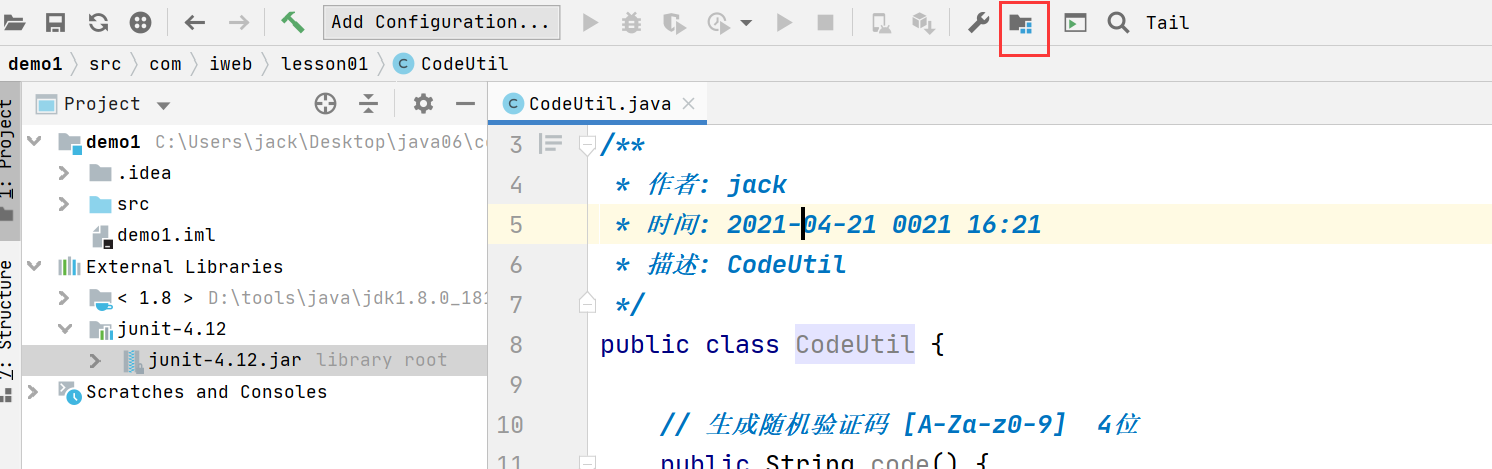 Add Configuration...
Tail
demo1 src com iweb lesson01 CodeUtil
1: Project
7: Structure
Project
demo1 C:\Users\jack\Desktop\java06\c
.idea
src
demo1.iml
External Libraries
< 1.8 > D:\tools\java\jdk1.8.0_181
junit-4.12
junit-4.12.jar library root
Scratches and Consoles
CodeUtil.java
3 /**
4 * 作者: jack
5 * 时间: 2021-04-21 0021 16:21
6 * 描述: CodeUtil
7 */
8 public class CodeUtil {
9
10 // 生成随机验证码 [A-Za-z0-9] 4位
11 public String code() {